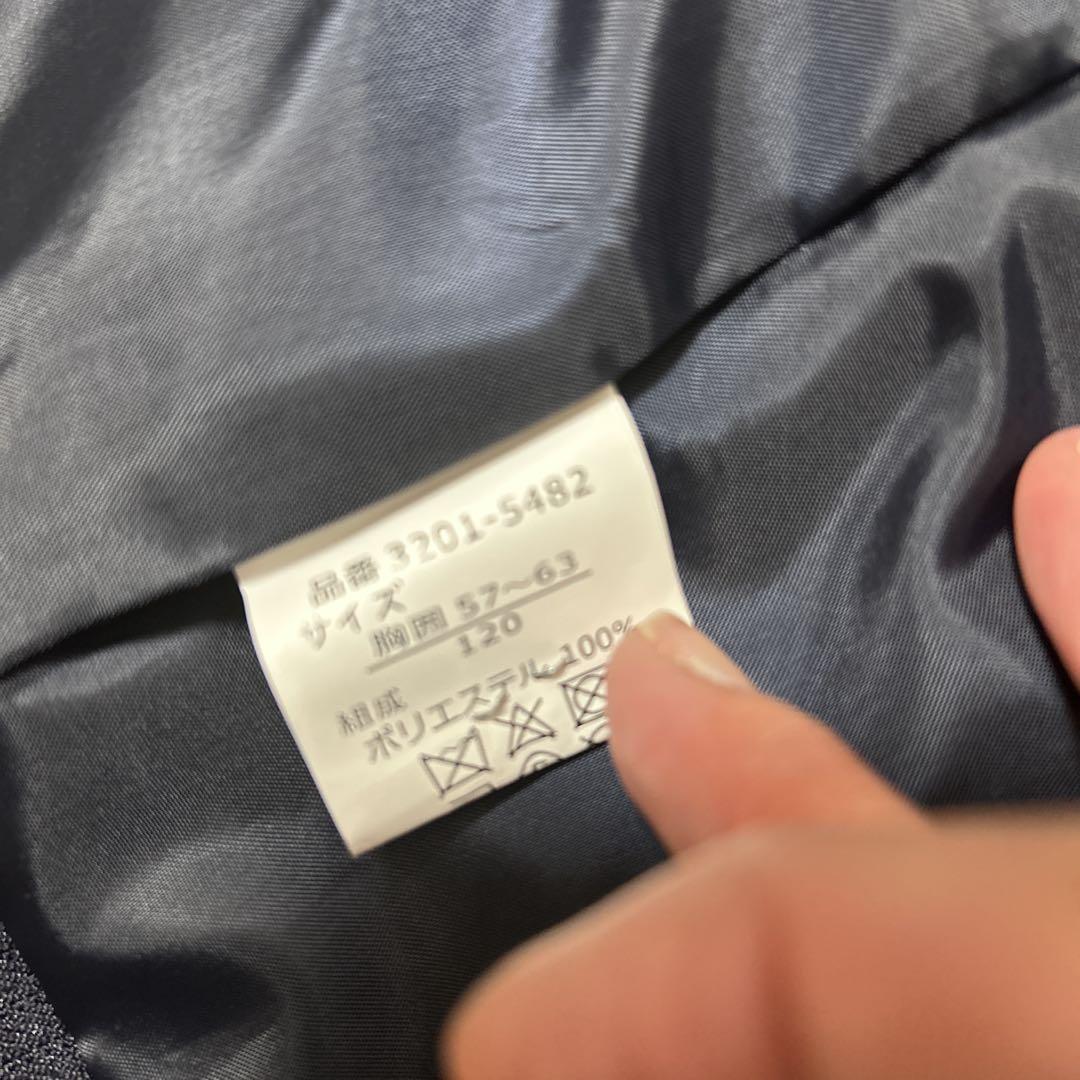 品番 3201-5482
サイズ
胸囲 57～63
120
組成
ポリエステル 100%